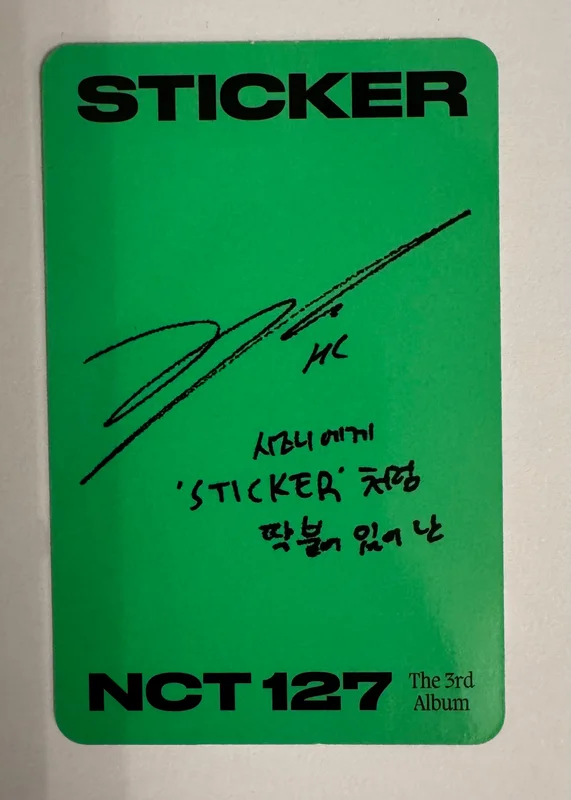 STICKER
HC
시즈니에게
'STICKER' 처럼
딱 붙어 있어 난
NCT 127
The 3rd
Album